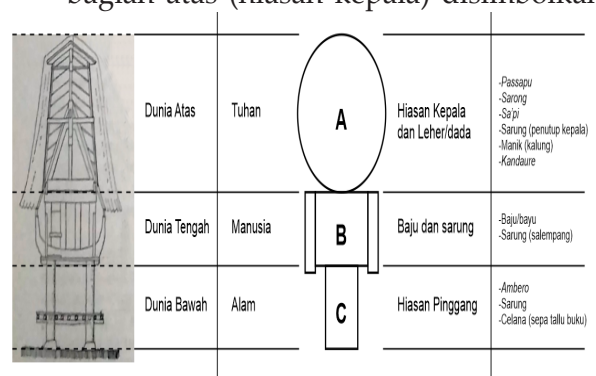 bagian atas (hiasan kepala) disimbolkan
Dunia Atas
Tuhan
A
Hiasan Kepala
dan Leher/dada
-Passapu
-Sarong
-Sa'pi
-Sarung (penutup kepala)
-Manik (kalung)
-Kandaure
Dunia Tengah
Manusia
B
Baju dan sarung
-Baju/bayu
-Sarung (salempang)
Dunia Bawah
Alam
C
Hiasan Pinggang
-Ambero
-Sarung
-Celana (sepa tallu buku)